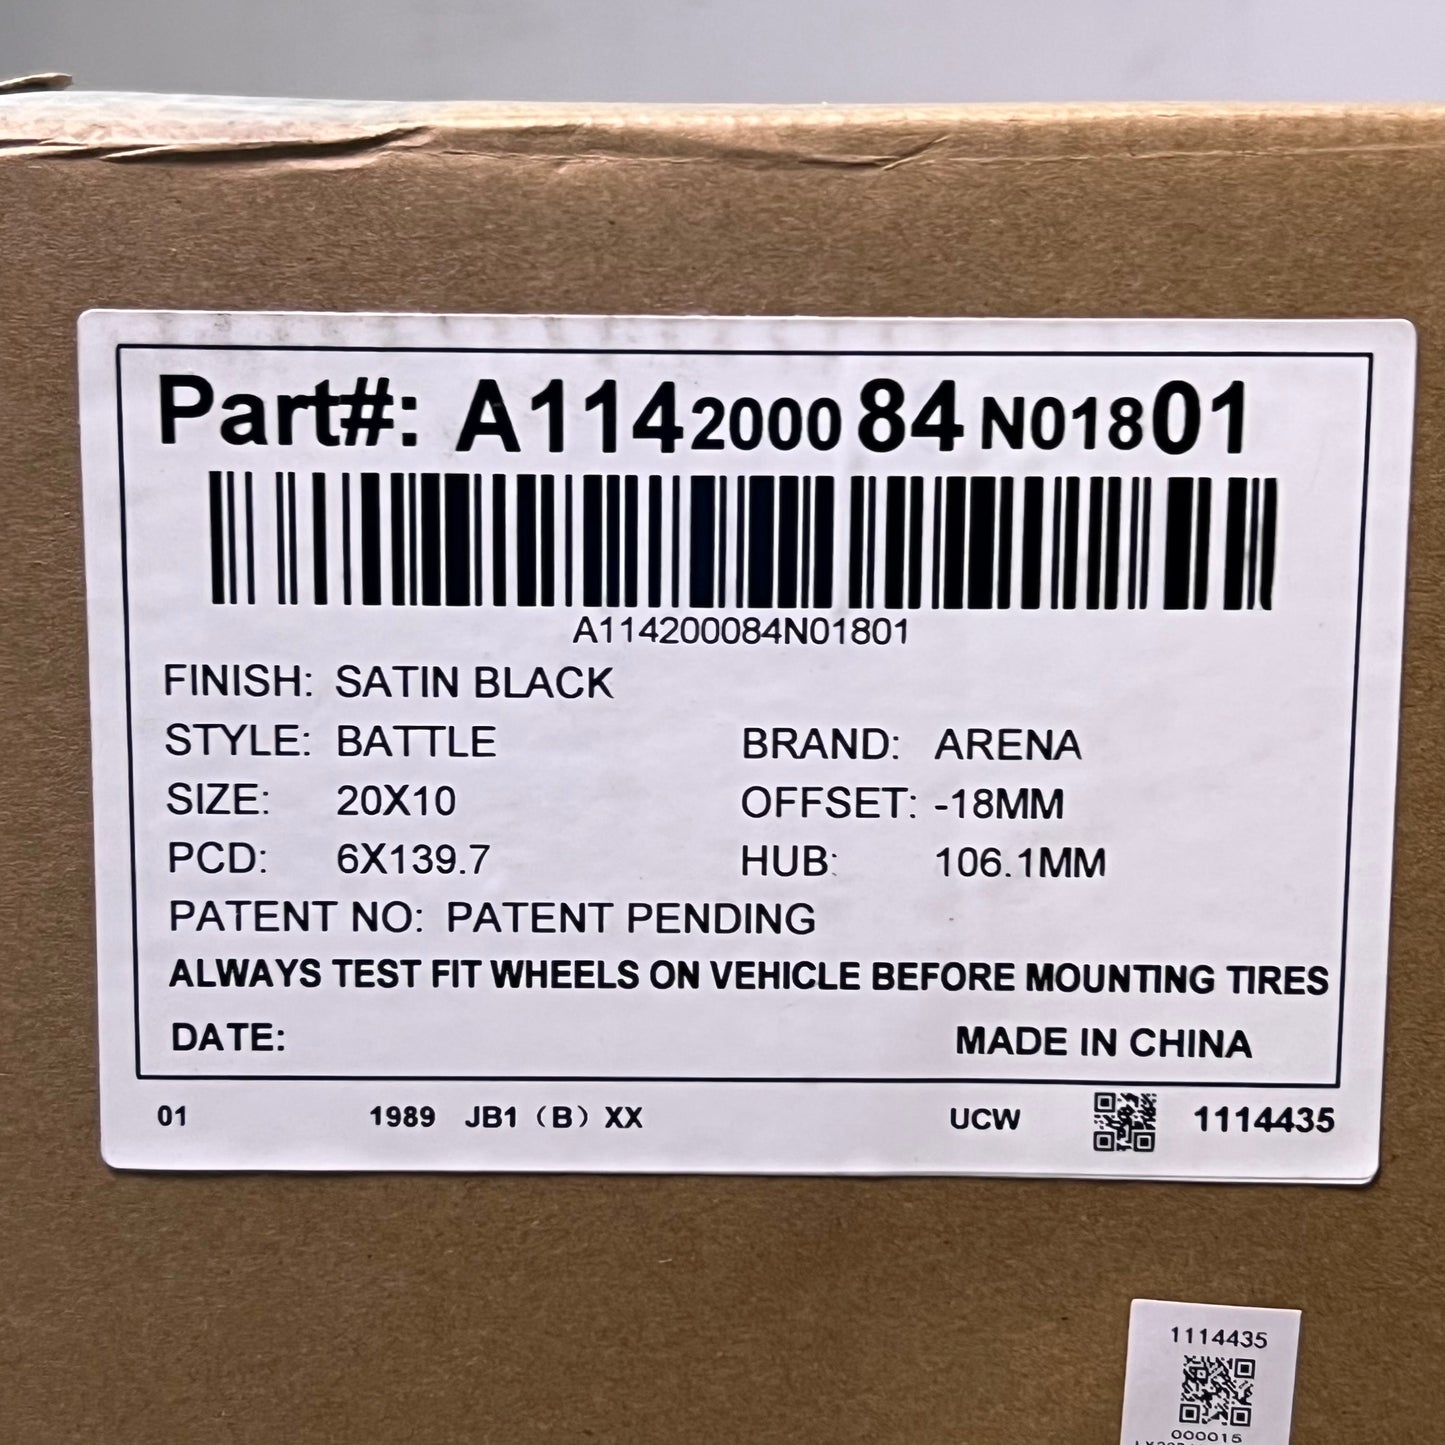 Part#: A114200084N01801
A114200084N01801
FINISH: SATIN BLACK
STYLE: BATTLE BRAND: ARENA
SIZE: 20X10 OFFSET: -18MM
PCD: 6X139.7 HUB: 106.1MM
PATENT NO: PATENT PENDING
ALWAYS TEST FIT WHEELS ON VEHICLE BEFORE MOUNTING TIRES
DATE: MADE IN CHINA
01 1989 JB1（B）XX UCW 1114435
1114435
000015